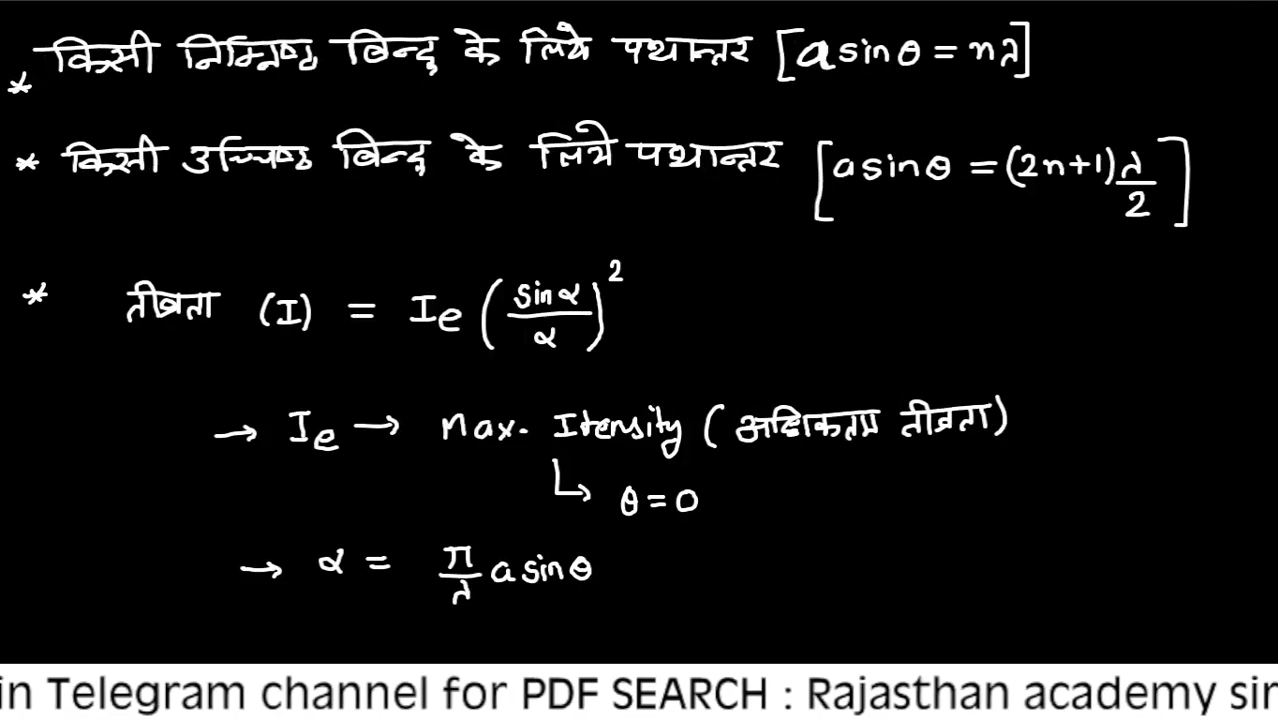 * किसी निम्निष्ठ बिन्दु के लिये पथान्तर [a sinθ = nλ]
* किसी उच्चिष्ठ बिन्दु के लिये पथान्तर [a sinθ = (2n+1) λ/2]
* तीव्रता (I) = Ie (sinα/α)²
→ Ie → Max. Itensity (अधिकतम तीव्रता)
↳ θ = 0
→ α = π/λ a sinθ
in Telegram channel for PDF SEARCH : Rajasthan academy sir